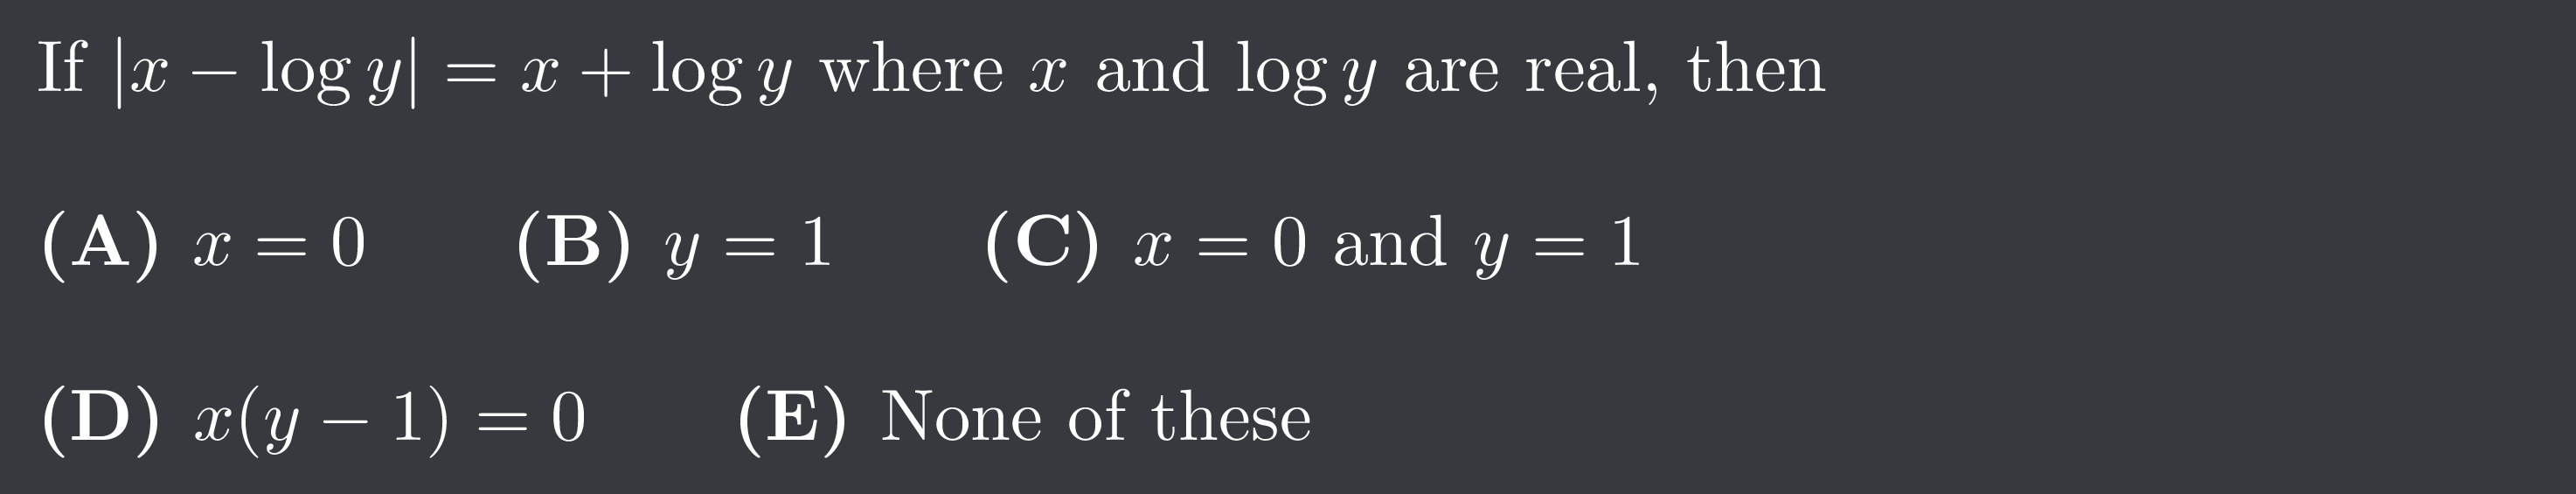 If |x − log y| = x + log y where x and log y are real, then
(A) x = 0 (B) y = 1 (C) x = 0 and y = 1
(D) x(y − 1) = 0 (E) None of these